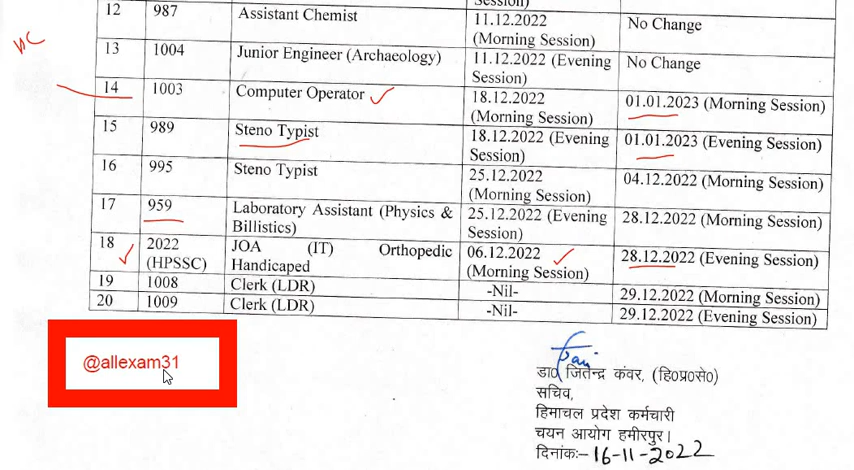 Session)
12 987 Assistant Chemist 11.12.2022 No Change
(Morning Session)
13 1004 Junior Engineer (Archaeology) 11.12.2022 (Evening No Change
Session)
14 1003 Computer Operator 18.12.2022 01.01.2023 (Morning Session)
(Morning Session)
15 989 Steno Typist 18.12.2022 (Evening 01.01.2023 (Evening Session)
Session)
16 995 Steno Typist 25.12.2022 04.12.2022 (Morning Session)
(Morning Session)
17 959 Laboratory Assistant (Physics & 25.12.2022 (Evening 28.12.2022 (Morning Session)
Billistics) Session)
18 2022 JOA (IT) Orthopedic 06.12.2022 28.12.2022 (Evening Session)
(HPSSC) Handicaped (Morning Session)
19 1008 Clerk (LDR) -Nil- 29.12.2022 (Morning Session)
20 1009 Clerk (LDR) -Nil- 29.12.2022 (Evening Session)
@allexam31
डा० जितेन्द्र कंवर, (हि०प्र०से०)
सचिव,
हिमाचल प्रदेश कर्मचारी
चयन आयोग हमीरपुर।
दिनांकः- 16-11-2022